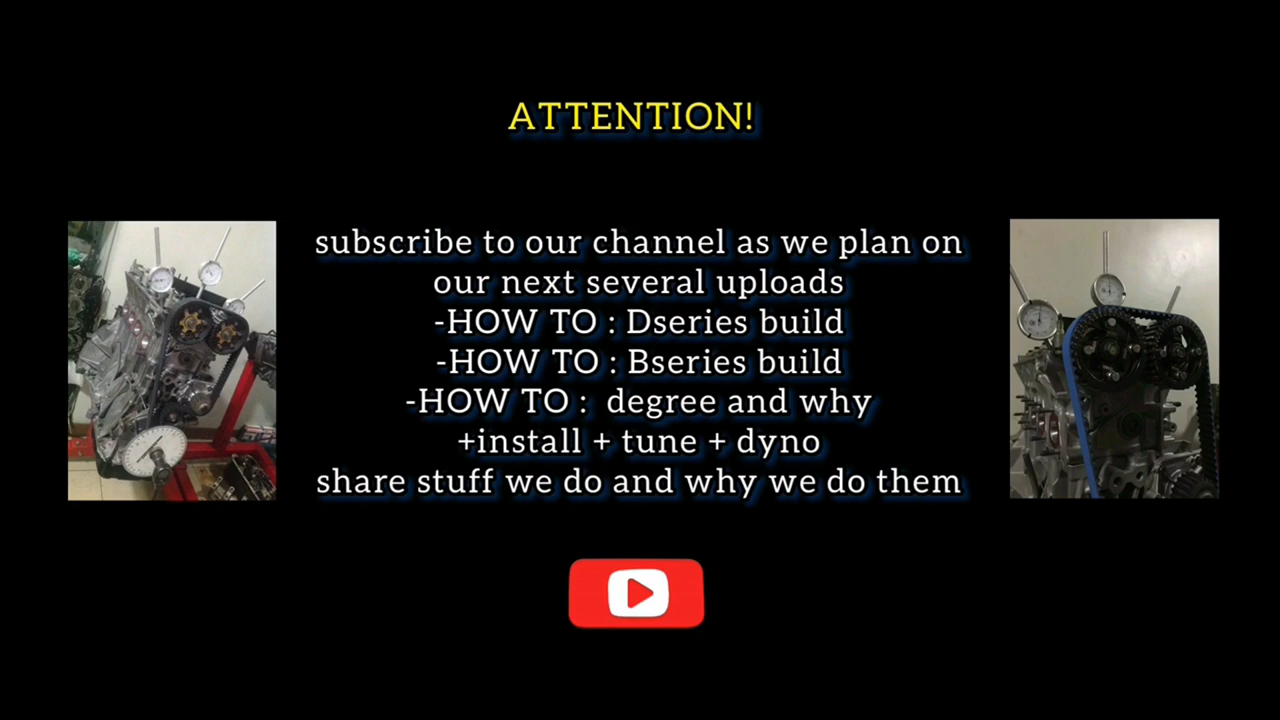 ATTENTION!
subscribe to our channel as we plan on
our next several uploads
-HOW TO : Dseries build
-HOW TO : Bseries build
-HOW TO :  degree and why
+install + tune + dyno
share stuff we do and why we do them